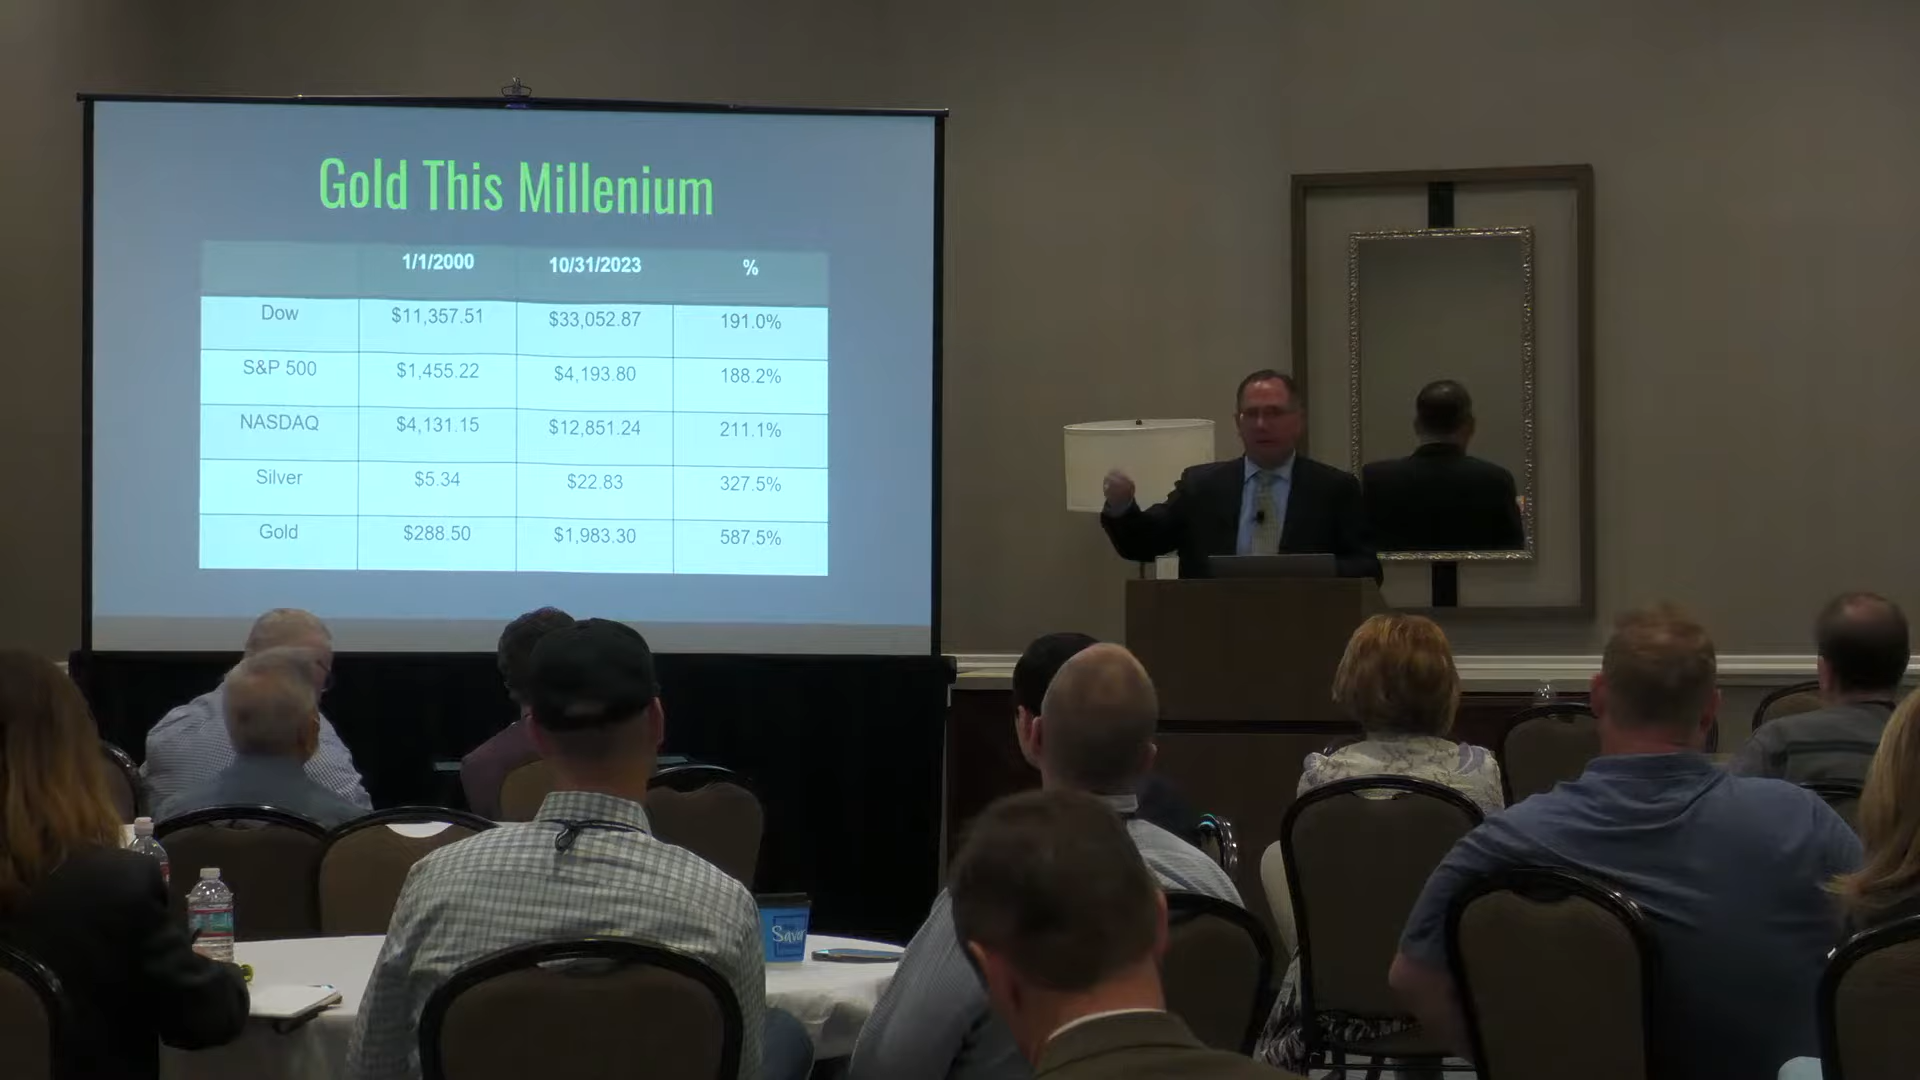 Gold This Millenium
1/1/2000 10/31/2023 %
Dow $11,357.51 $33,052.87 191.0%
S&P 500 $1,455.22 $4,193.80 188.2%
NASDAQ $4,131.15 $12,851.24 211.1%
Silver $5.34 $22.83 327.5%
Gold $288.50 $1,983.30 587.5%